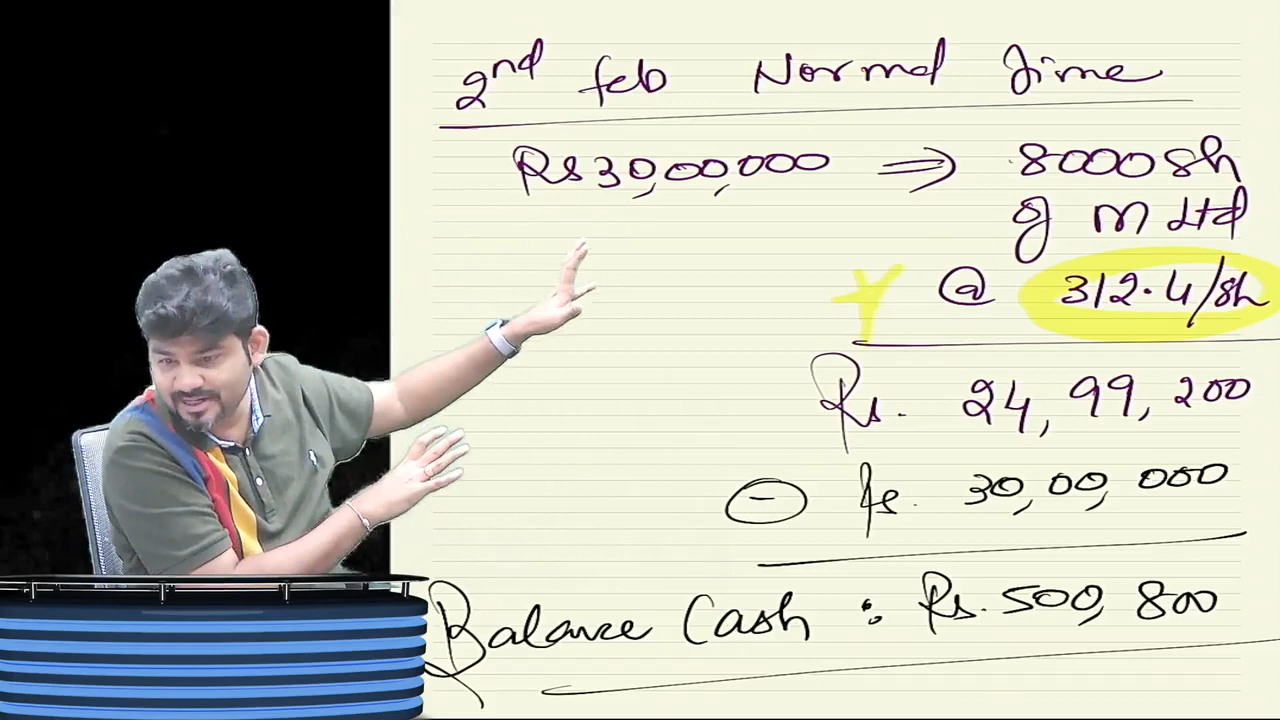 2nd Feb Normal Time
Rs 30,00,000 ⇒ 8000 Sh
of M Ltd
@ 312.4/Sh
Rs. 24,99,200
⊖ Rs. 30,00,000
Balance Cash : Rs. 500,800